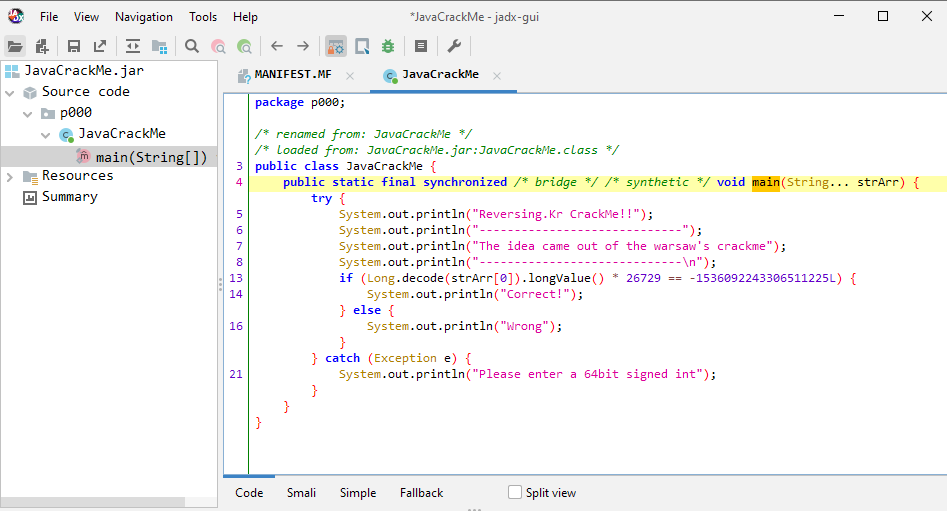 File View Navigation Tools Help *JavaCrackMe - jadx-gui
JavaCrackMe.jar
Source code
p000
JavaCrackMe
main(String[])
Resources
Summary
MANIFEST.MF JavaCrackMe
package p000;
/* renamed from: JavaCrackMe */
/* loaded from: JavaCrackMe.jar:JavaCrackMe.class */
3 public class JavaCrackMe {
4 public static final synchronized /* bridge */ /* synthetic */ void main(String... strArr) {
try {
5 System.out.println("Reversing.Kr CrackMe!!");
6 System.out.println("-----------------------------");
7 System.out.println("The idea came out of the warsaw's crackme");
8 System.out.println("-----------------------------\n");
13 if (Long.decode(strArr[0]).longValue() * 26729 == -1536092243306511225L) {
14 System.out.println("Correct!");
} else {
16 System.out.println("Wrong");
}
} catch (Exception e) {
21 System.out.println("Please enter a 64bit signed int");
}
}
}
Code Smali Simple Fallback Split view